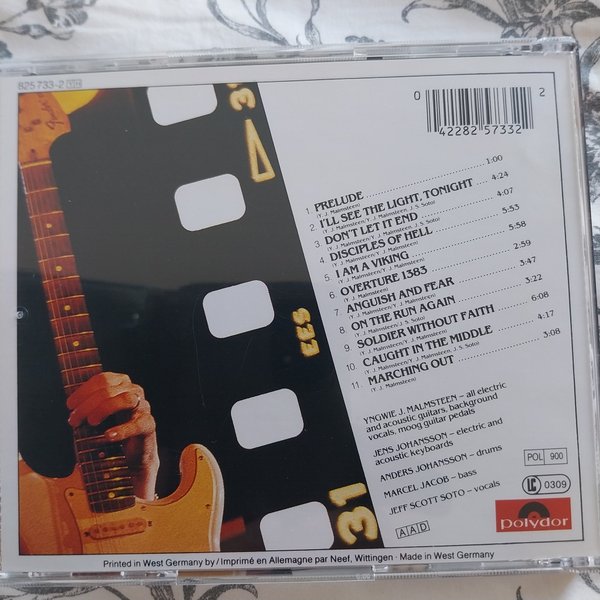 825 733-2 YH
0 42282 57332 2
1. PRELUDE 1:00
(Y. J. Malmsteen)
2. I'LL SEE THE LIGHT, TONIGHT 4:24
(Y. J. Malmsteen/Y. J. Malmsteen, J. S. Soto)
3. DON'T LET IT END 4:07
(Y. J. Malmsteen/Y. J. Malmsteen, J. S. Soto)
4. DISCIPLES OF HELL 5:53
(Y. J. Malmsteen/Y. J. Malmsteen)
5. I AM A VIKING 5:58
(Y. J. Malmsteen/Y. J. Malmsteen)
6. OVERTURE 1383 2:59
(Y. J. Malmsteen)
7. ANGUISH AND FEAR 3:47
(Y. J. Malmsteen/Y. J. Malmsteen)
8. ON THE RUN AGAIN 3:22
(Y. J. Malmsteen/J. S. Soto)
9. SOLDIER WITHOUT FAITH 6:08
(Y. J. Malmsteen/Y. J. Malmsteen)
10. CAUGHT IN THE MIDDLE 4:17
(Y. J. Malmsteen/Y. J. Malmsteen, J. S. Soto)
11. MARCHING OUT 3:08
(Y. J. Malmsteen)
YNGWIE J. MALMSTEEN – all electric
and acoustic guitars, background
vocals, moog guitar pedals
JENS JOHANSSON – electric and
acoustic keyboards
ANDERS JOHANSSON – drums
MARCEL JACOB – bass
JEFF SCOTT SOTO – vocals
POL 900
LC 0309
AAD
polydor
Fender
31
Printed in West Germany by / Imprimé en Allemagne par Neef, Wittingen · Made in West Germany